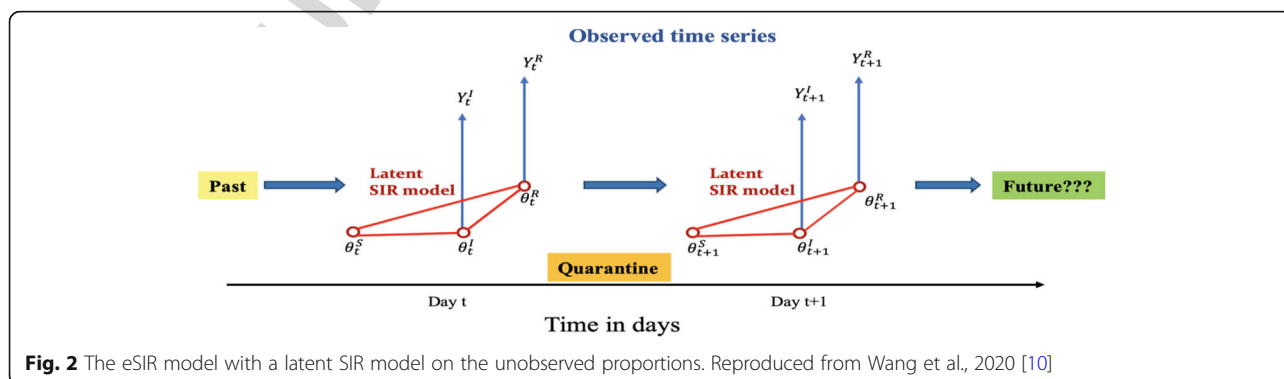 Observed time series
Y_t^R
Y_{t+1}^R
Y_t^I
Y_{t+1}^I
Past
Latent
SIR model
Latent
SIR model
Future???
θ_t^R
θ_{t+1}^R
θ_t^S
θ_t^I
θ_{t+1}^S
θ_{t+1}^I
Quarantine
Day t
Day t+1
Time in days
Fig. 2 The eSIR model with a latent SIR model on the unobserved proportions. Reproduced from Wang et al., 2020 [10]